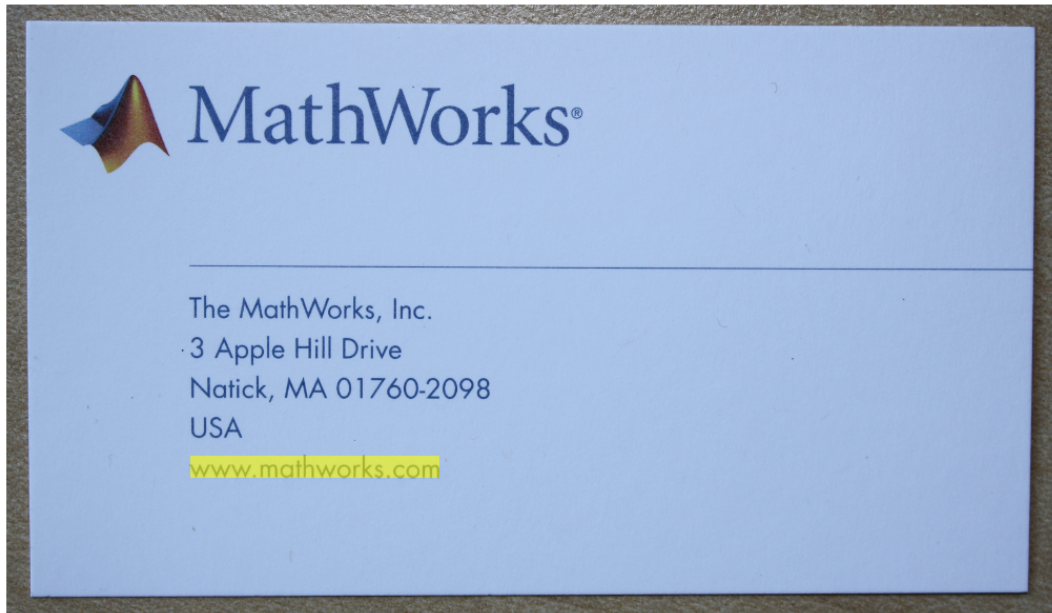 MathWorks®
The MathWorks, Inc.
3 Apple Hill Drive
Natick, MA 01760-2098
USA
www.mathworks.com